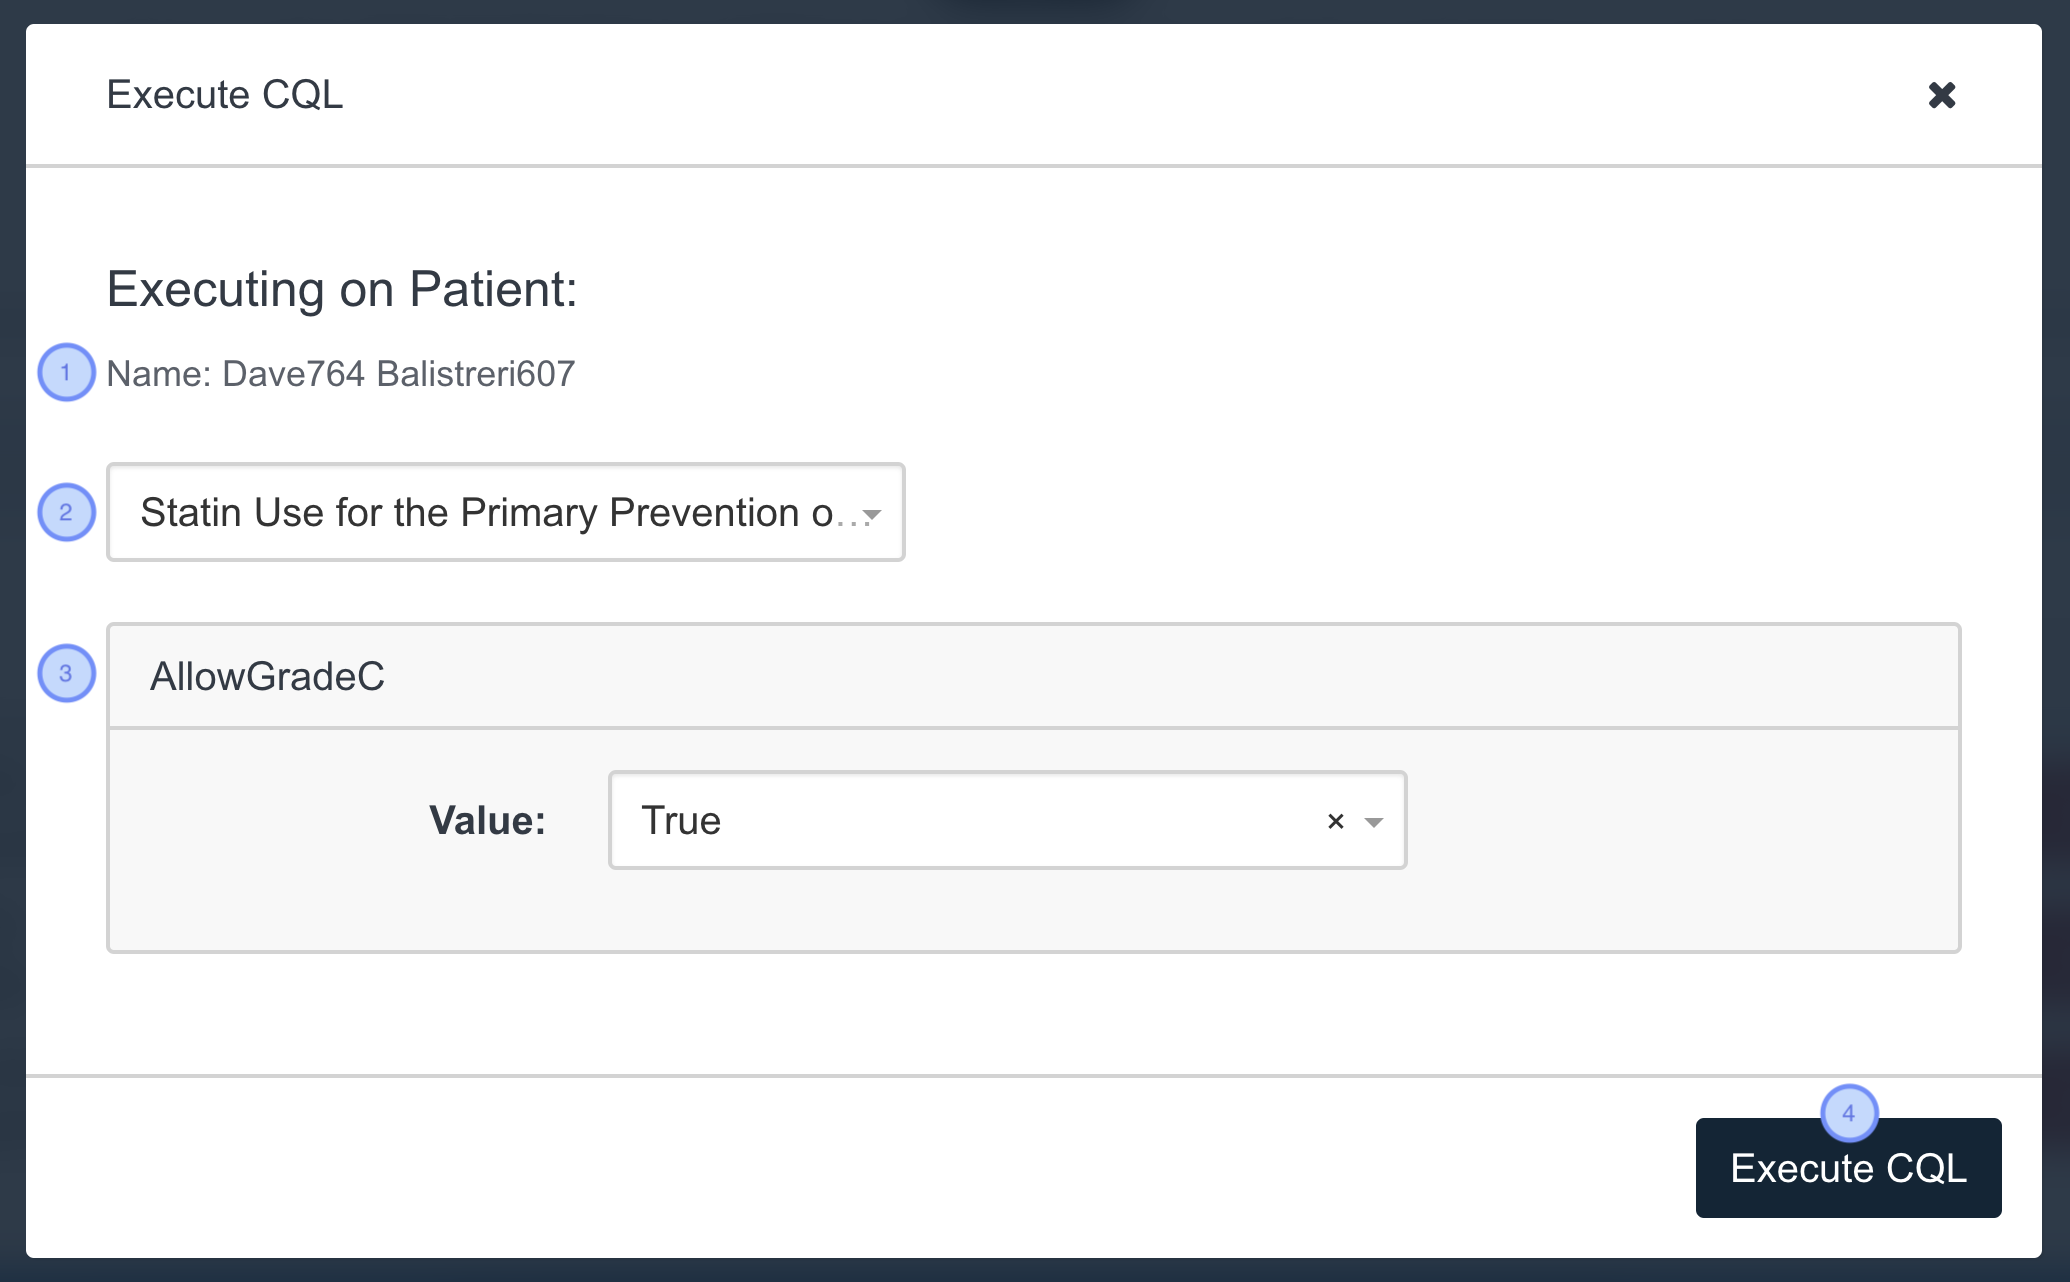 Execute CQL
Executing on Patient:
1 Name: Dave764 Balistreri607
2 Statin Use for the Primary Prevention o...
3 AllowGradeC
Value: True ×
4
Execute CQL